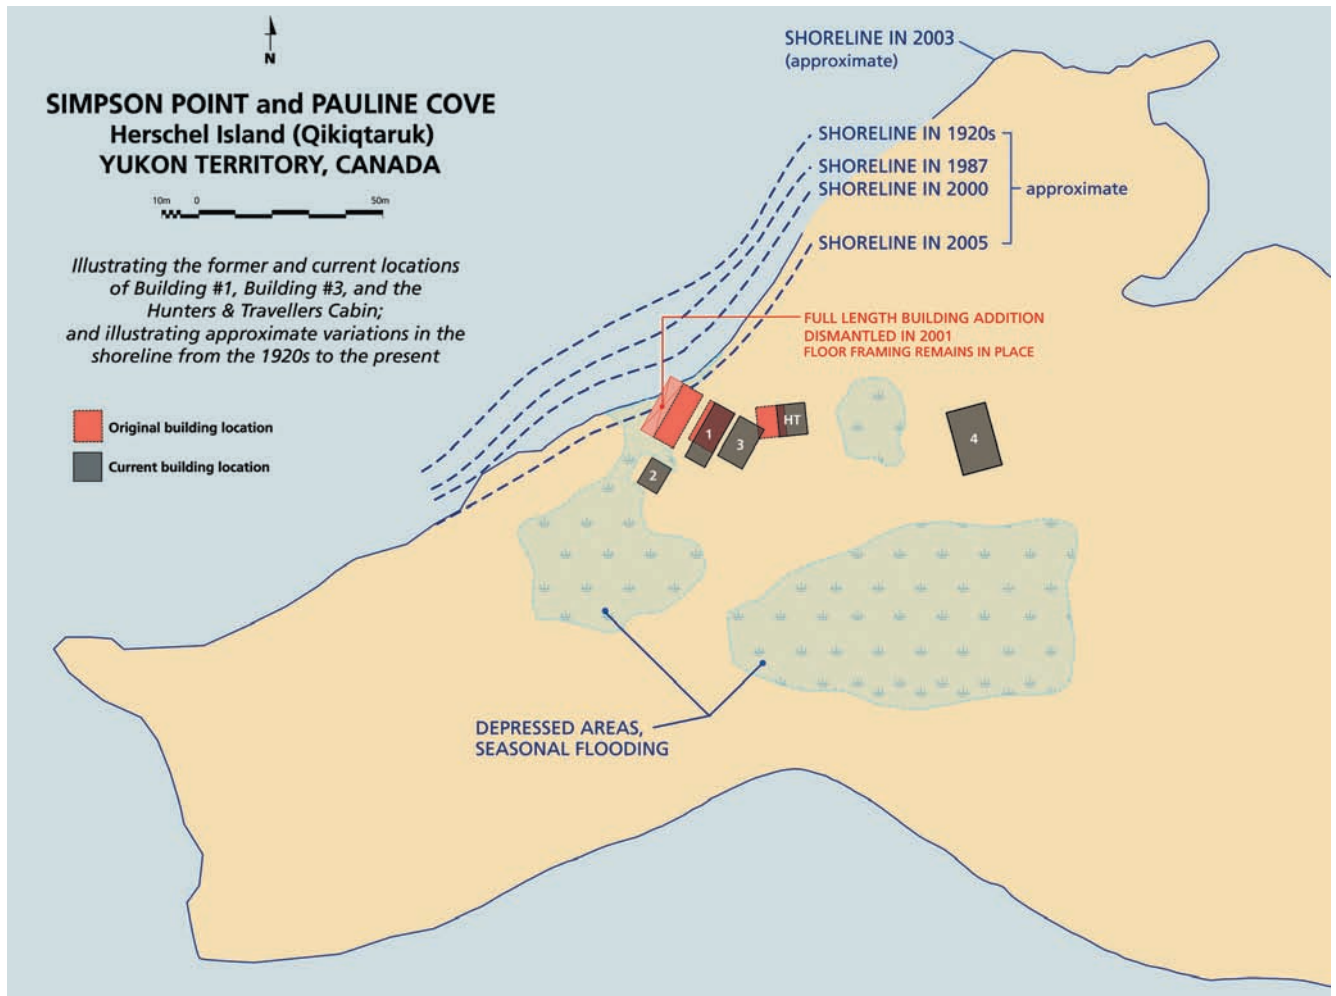 N
SIMPSON POINT and PAULINE COVE
Herschel Island (Qikiqtaruk)
YUKON TERRITORY, CANADA
10m 0 50m
Illustrating the former and current locations
of Building #1, Building #3, and the
Hunters & Travellers Cabin;
and illustrating approximate variations in the
shoreline from the 1920s to the present
Original building location
Current building location
SHORELINE IN 2003
(approximate)
SHORELINE IN 1920s
SHORELINE IN 1987
SHORELINE IN 2000
approximate
SHORELINE IN 2005
FULL LENGTH BUILDING ADDITION
DISMANTLED IN 2001
FLOOR FRAMING REMAINS IN PLACE
HT
1
3
4
2
DEPRESSED AREAS,
SEASONAL FLOODING